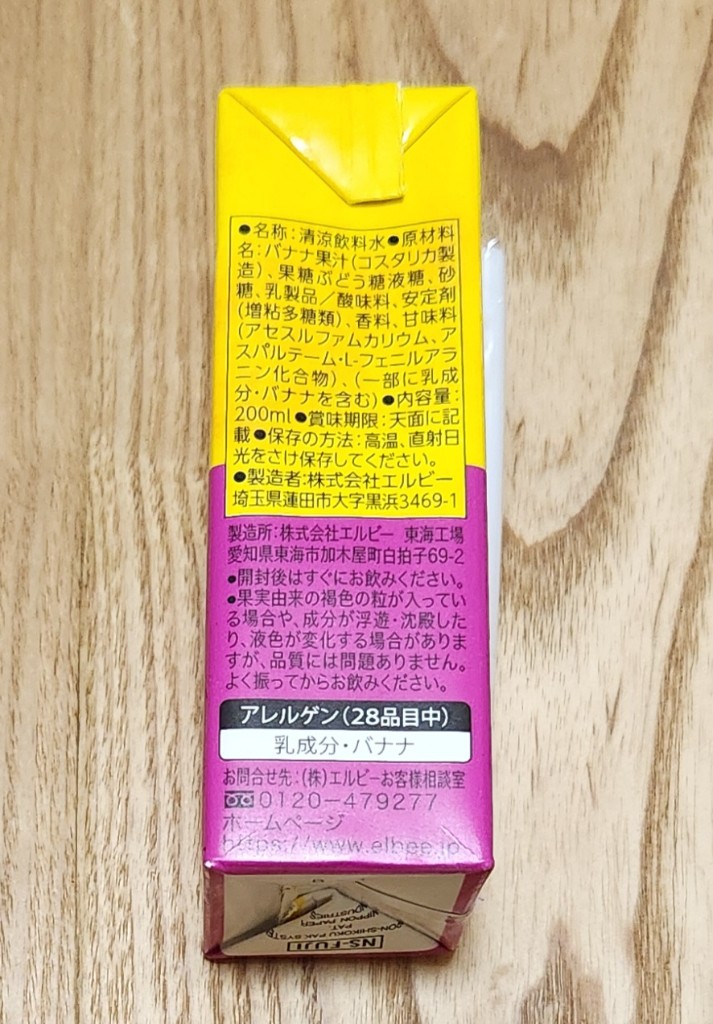 ●名称：清涼飲料水●原材料
名：バナナ果汁(コスタリカ製
造)、果糖ぶどう糖液糖、砂
糖、乳製品／酸味料、安定剤
(増粘多糖類)、香料、甘味料
(アセスルファムカリウム、ア
スパルテーム・L-フェニルアラ
ニン化合物)、(一部に乳成
分・バナナを含む)●内容量：
200ml●賞味期限：天面に記
載●保存の方法：高温、直射日
光をさけ保存してください。
●製造者：株式会社エルビー
埼玉県蓮田市大字黒浜3469-1
製造所：株式会社エルビー 東海工場
愛知県東海市加木屋町白拍子69-2
●開封後はすぐにお飲みください。
●果実由来の褐色の粒が入ってい
る場合や、成分が浮遊・沈殿した
り、液色が変化する場合がありま
すが、品質には問題ありません。
よく振ってからお飲みください。
アレルゲン(28品目中)
乳成分・バナナ
お問合せ先：(株)エルビーお客様相談室
0120-479277
ホームページ
https://www.elbee.jp
NS-FUJI
PAT.
NIPPON PAPER
INDUSTRIES